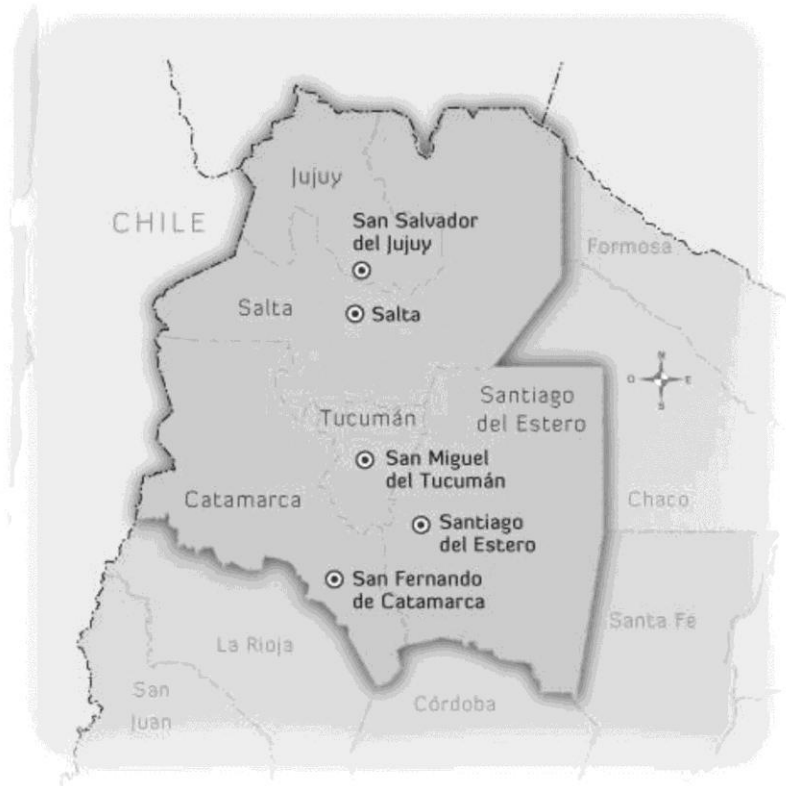 Jujuy
CHILE
San Salvador
del Jujuy
Formosa
Salta
Salta
N
O
E
S
Santiago
del Estero
Tucumán
San Miguel
del Tucumán
Catamarca
Chaco
Santiago
del Estero
San Fernando
de Catamarca
Santa Fé
La Rioja
San
Juan
Córdoba